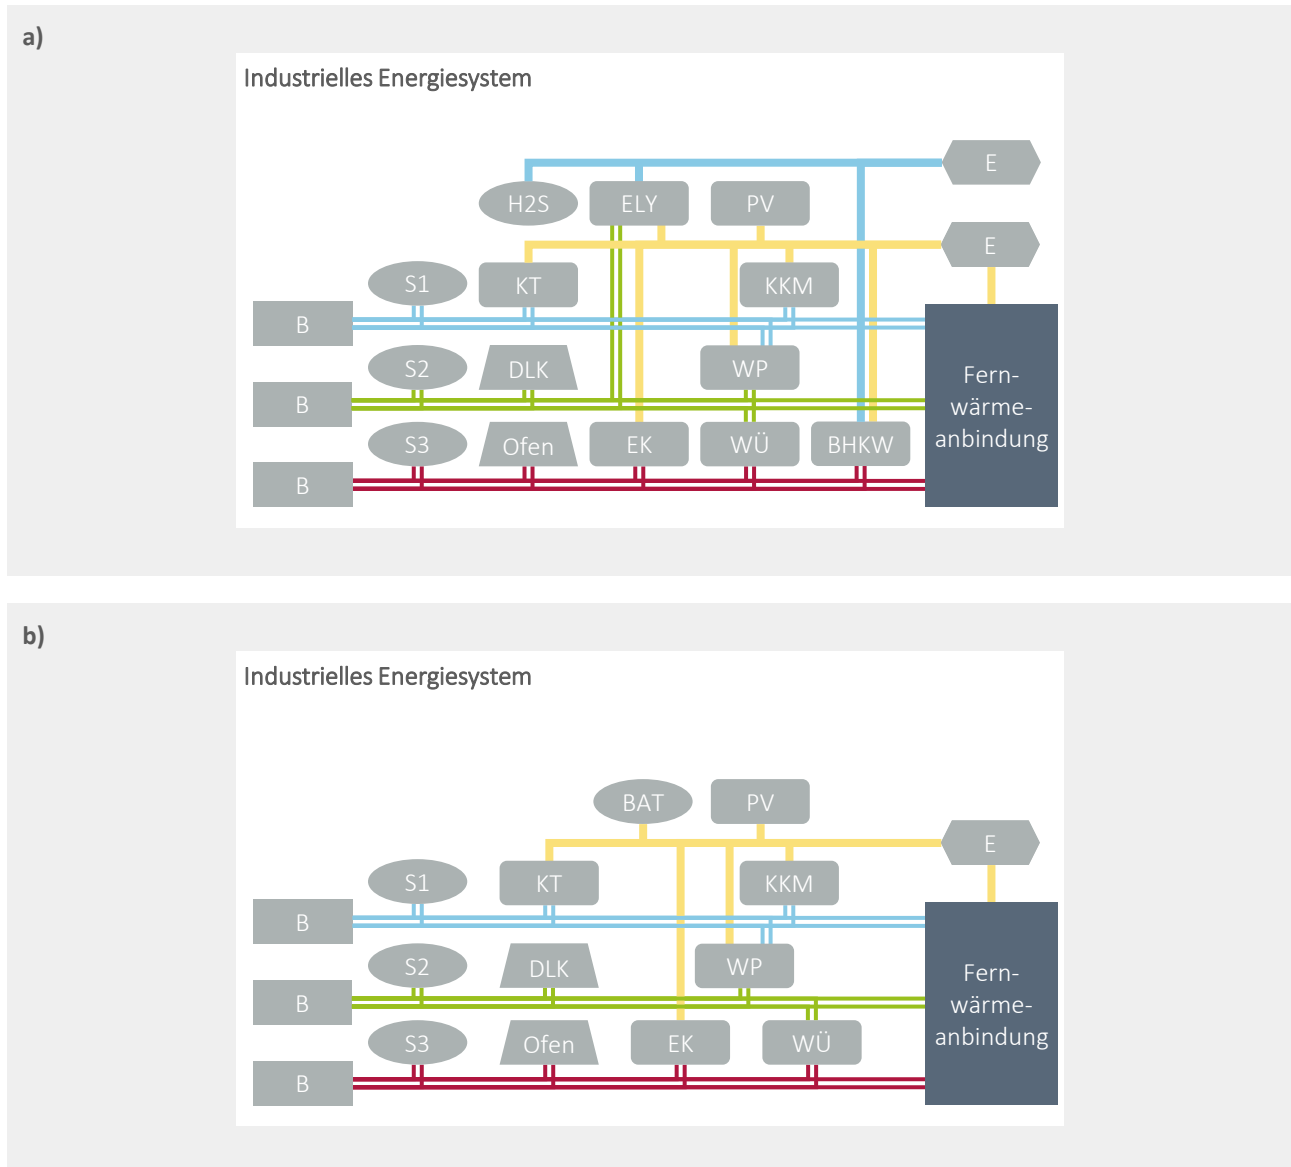 a)
Industrielles Energiesystem
E
H2S ELY PV
E
S1 KT KKM
B
S2 DLK WP
B
Fern-
wärme-
anbindung
S3 Ofen EK WÜ BHKW
B
b)
Industrielles Energiesystem
BAT PV
E
S1 KT KKM
B
S2 DLK WP
B
Fern-
wärme-
anbindung
S3 Ofen EK WÜ
B